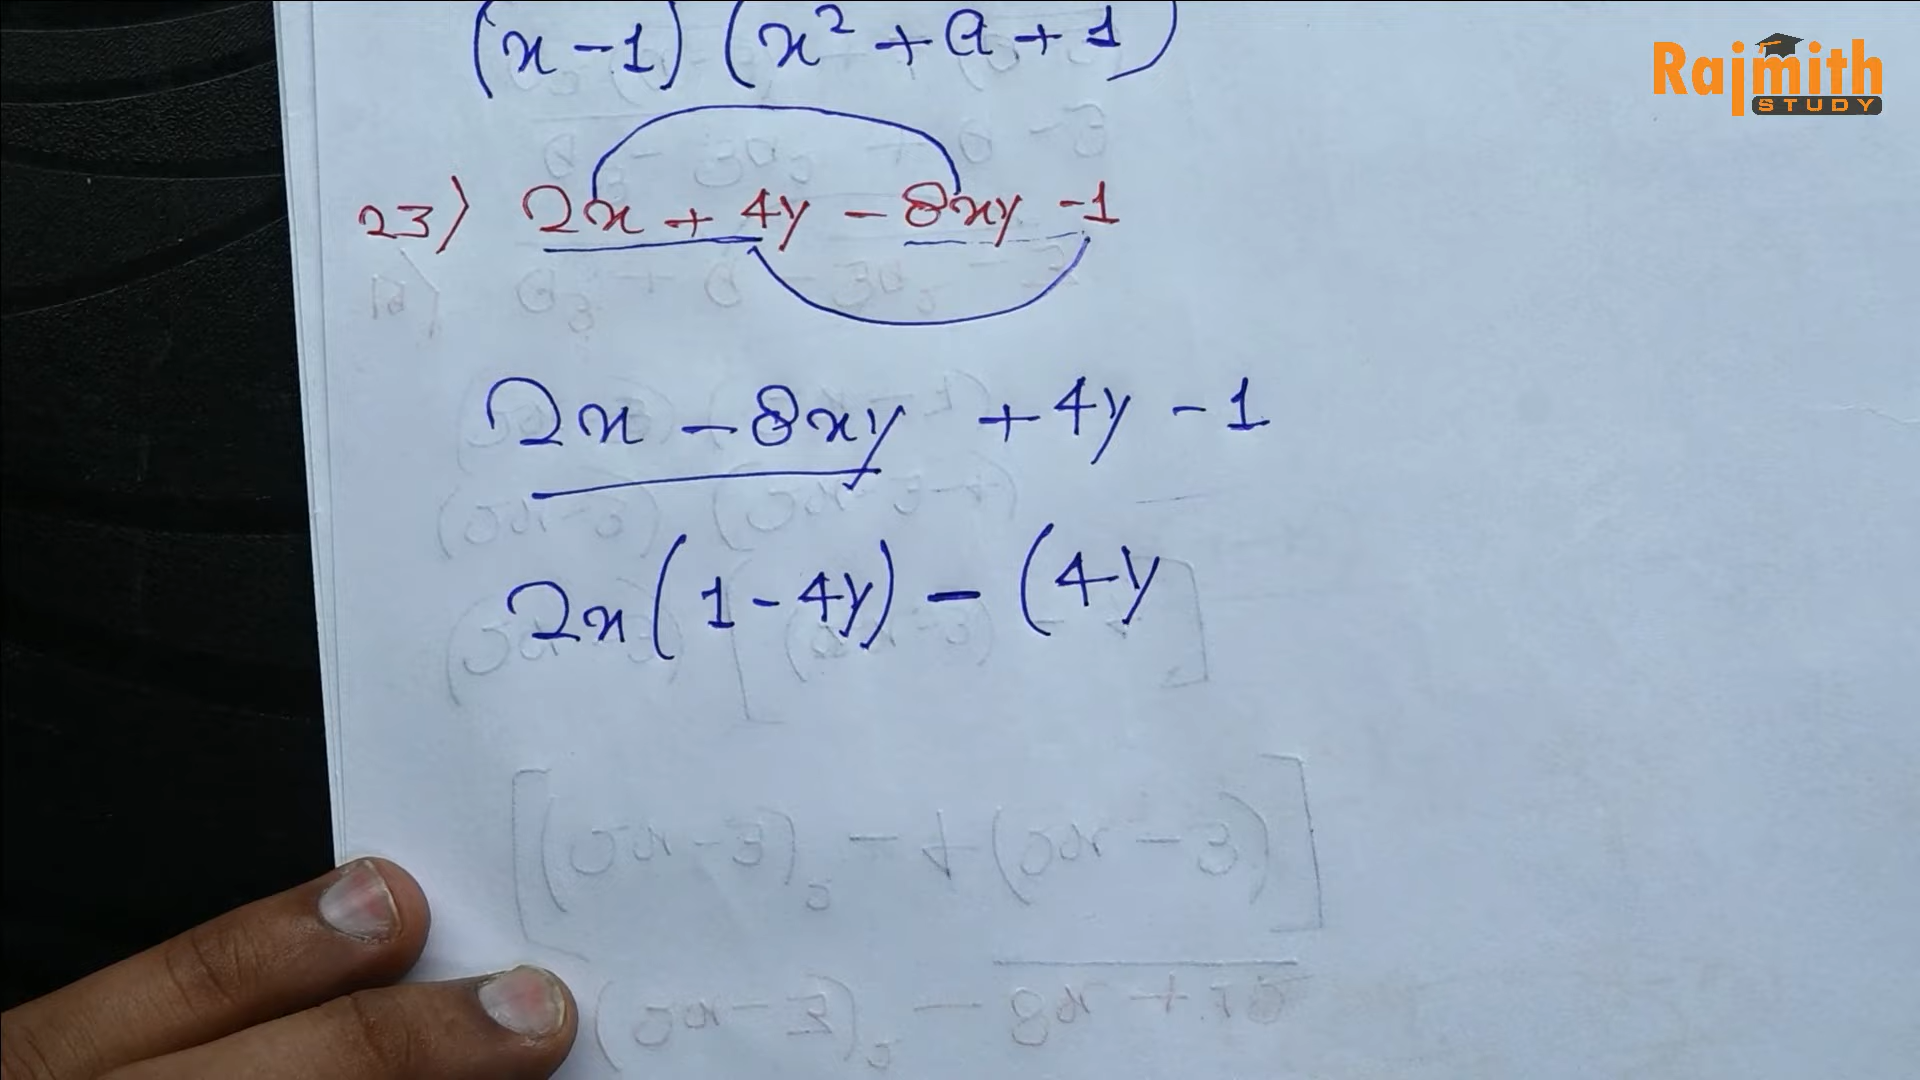 Rajmith
STUDY
(x-1) (x² + a + 1)
23) 2x + 4y - 8xy -1
2x - 8xy + 4y - 1
2x(1 - 4y) - (4y